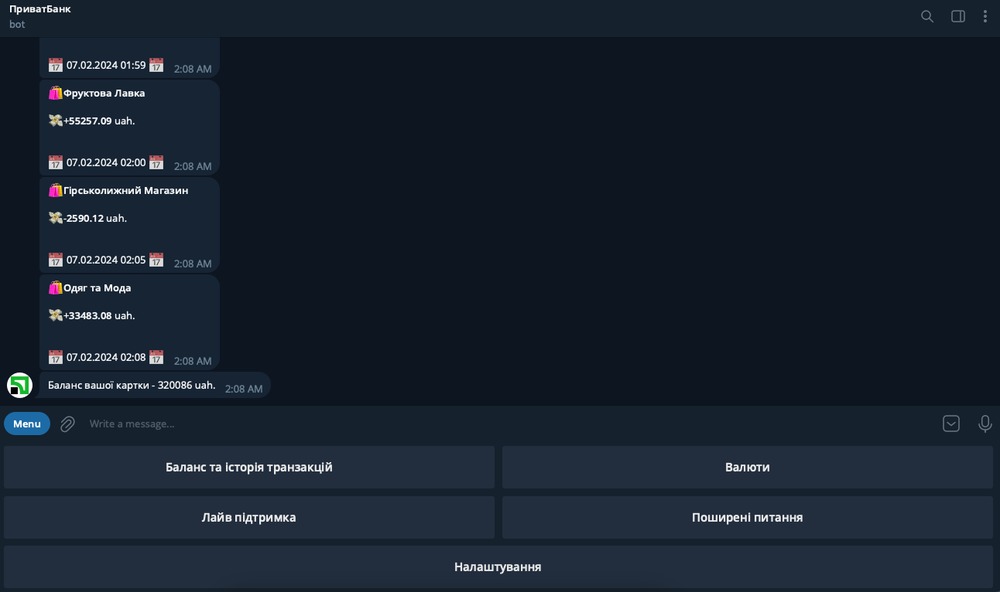 ПриватБанк
bot
07.02.2024 01:59
2:08 AM
Фруктова Лавка
+55257.09 uah.
07.02.2024 02:00
2:08 AM
Гірськолижний Магазин
-2590.12 uah.
07.02.2024 02:05
2:08 AM
Одяг та Мода
+33483.08 uah.
07.02.2024 02:08
2:08 AM
Баланс вашої картки - 320086 uah.
2:08 AM
Menu
Write a message...
Баланс та історія транзакцій
Валюти
Лайв підтримка
Поширені питання
Налаштування